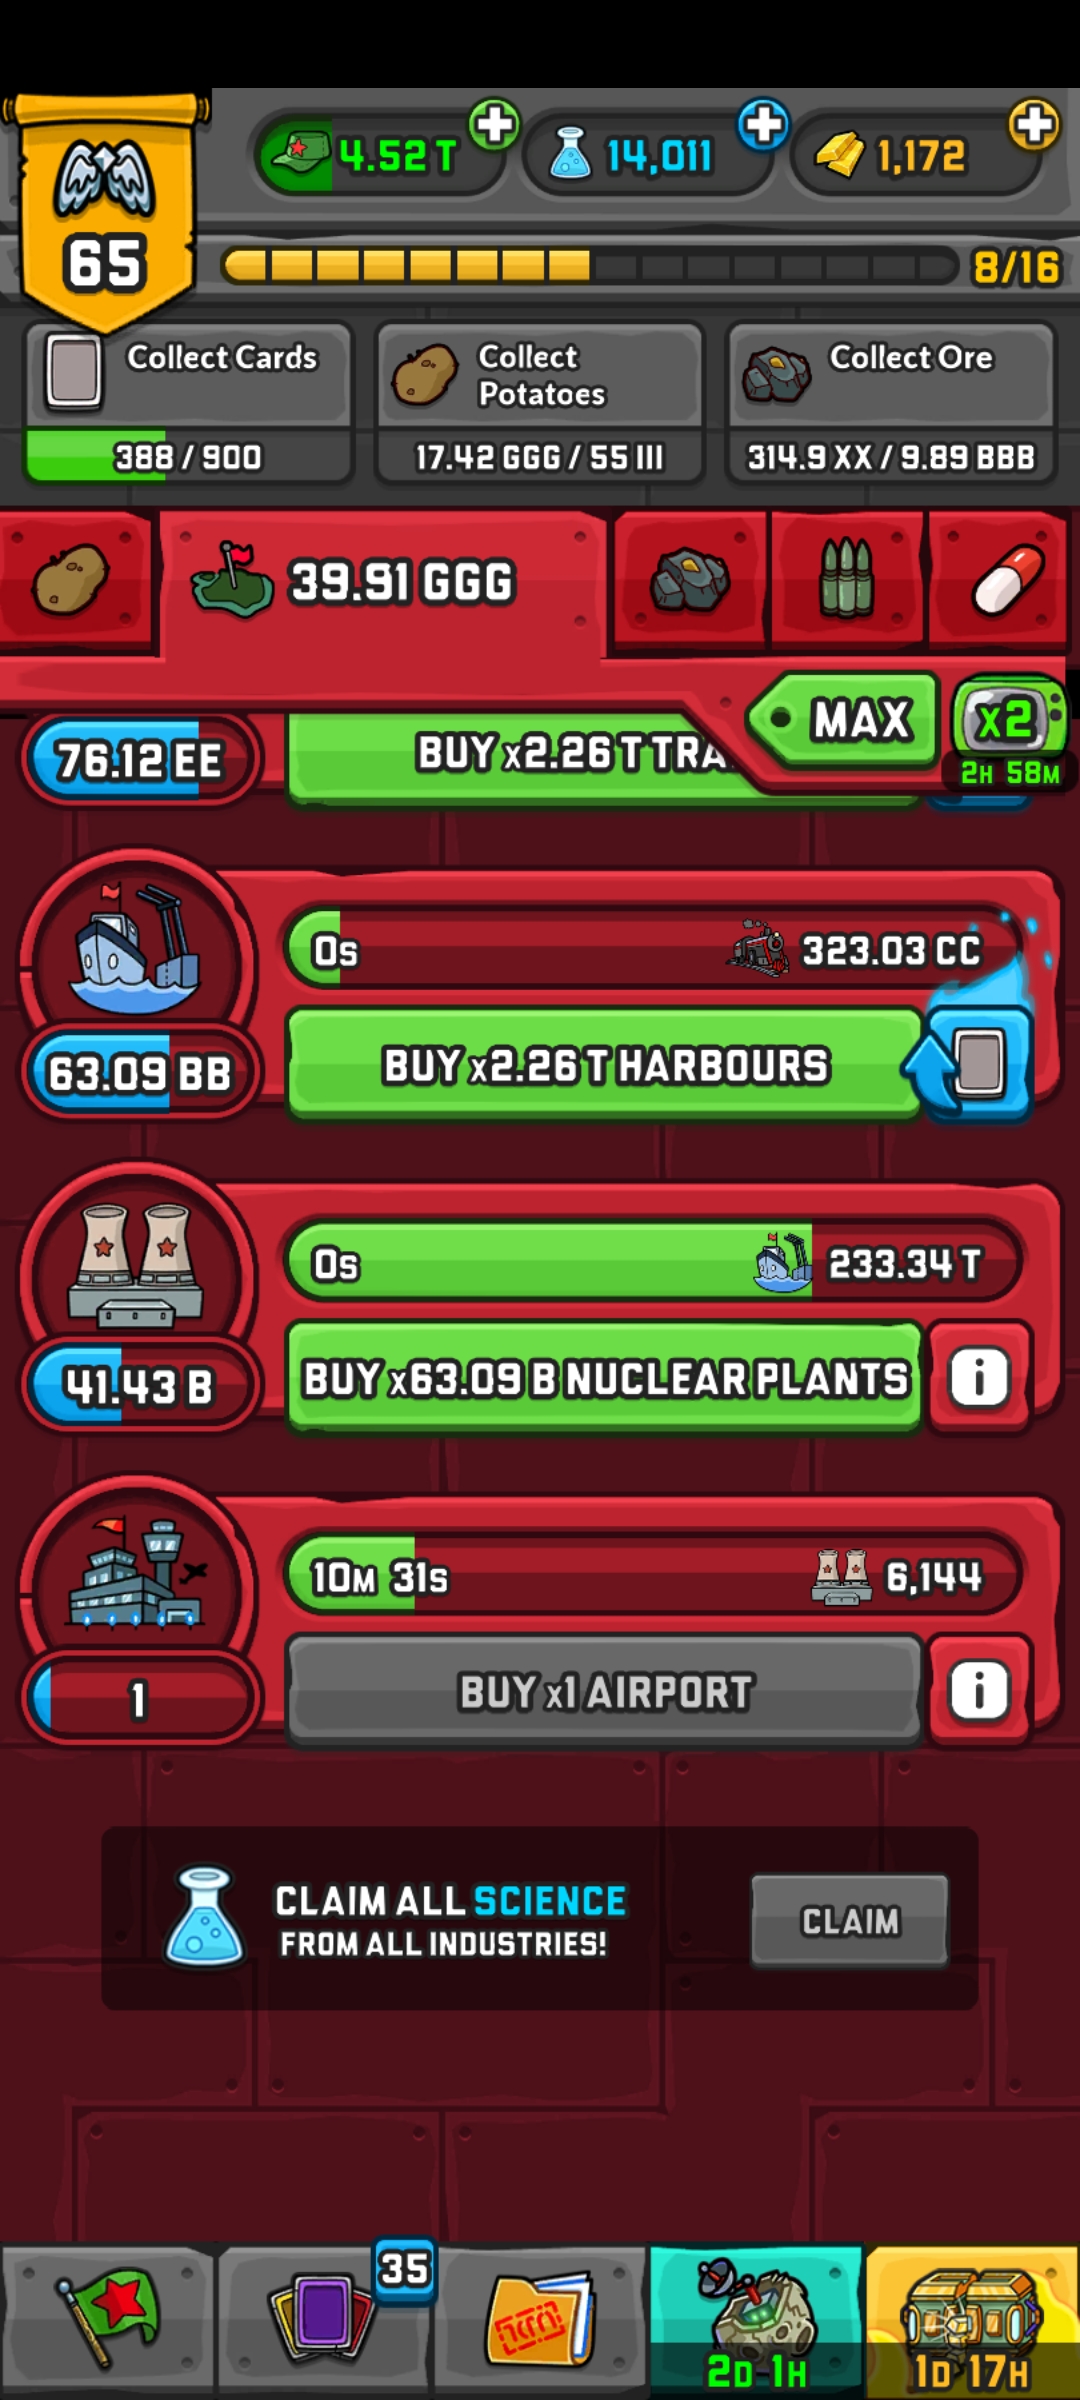 4.52 T
14,011
1,172
65
8/16
Collect Cards
388 / 900
Collect
Potatoes
17.42 GGG / 55 III
Collect Ore
314.9 XX / 9.89 BBB
39.91 GGG
MAX
x2
2H 58M
76.12 EE
BUY x2.26 T TRA
0s
323.03 CC
63.09 BB
BUY x2.26 T HARBOURS
0s
233.34 T
41.43 B
BUY x63.09 B NUCLEAR PLANTS
i
10M 31s
6,144
1
BUY x1 AIRPORT
i
CLAIM ALL SCIENCE
FROM ALL INDUSTRIES!
CLAIM
35
2D 1H
1D 17H